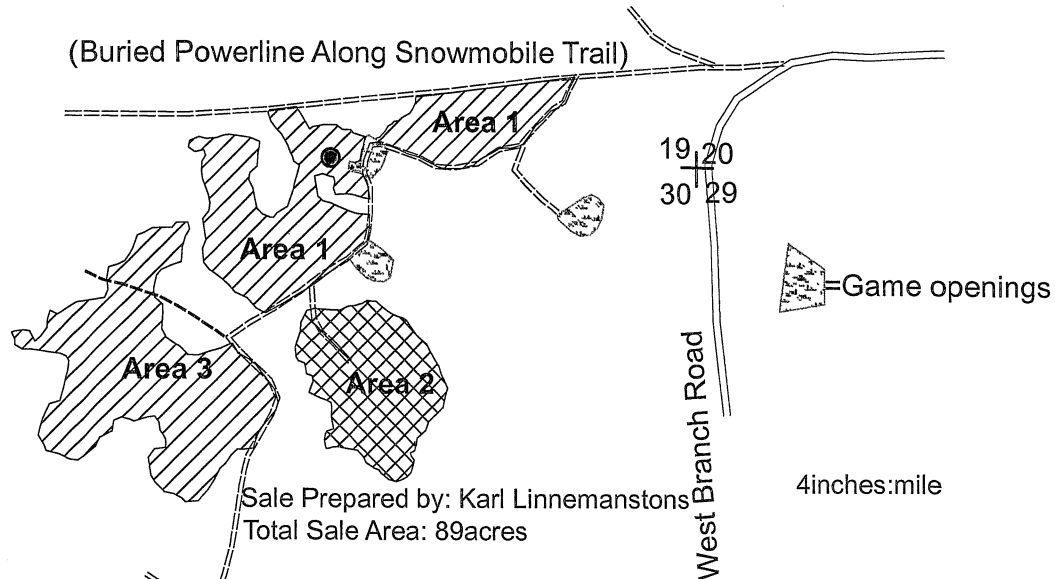 (Buried Powerline Along Snowmobile Trail)
Area 1
19 20
30 29
Area 1
=Game openings
Area 3
Area 2
West Branch Road
4inches:mile
Sale Prepared by: Karl Linnemanstons
Total Sale Area: 89acres